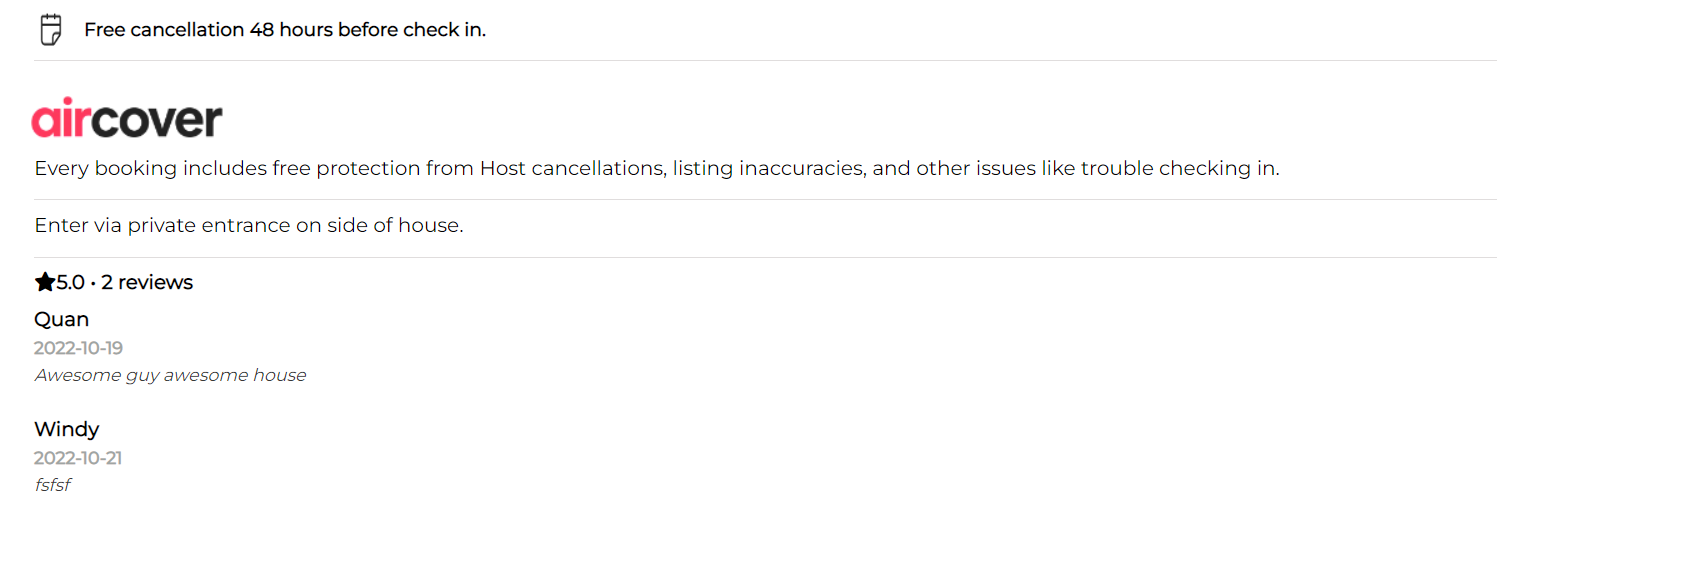 Free cancellation 48 hours before check in.
aircover
Every booking includes free protection from Host cancellations, listing inaccuracies, and other issues like trouble checking in.
Enter via private entrance on side of house.
★5.0 • 2 reviews
Quan
2022-10-19
Awesome guy awesome house
Windy
2022-10-21
fsfsf